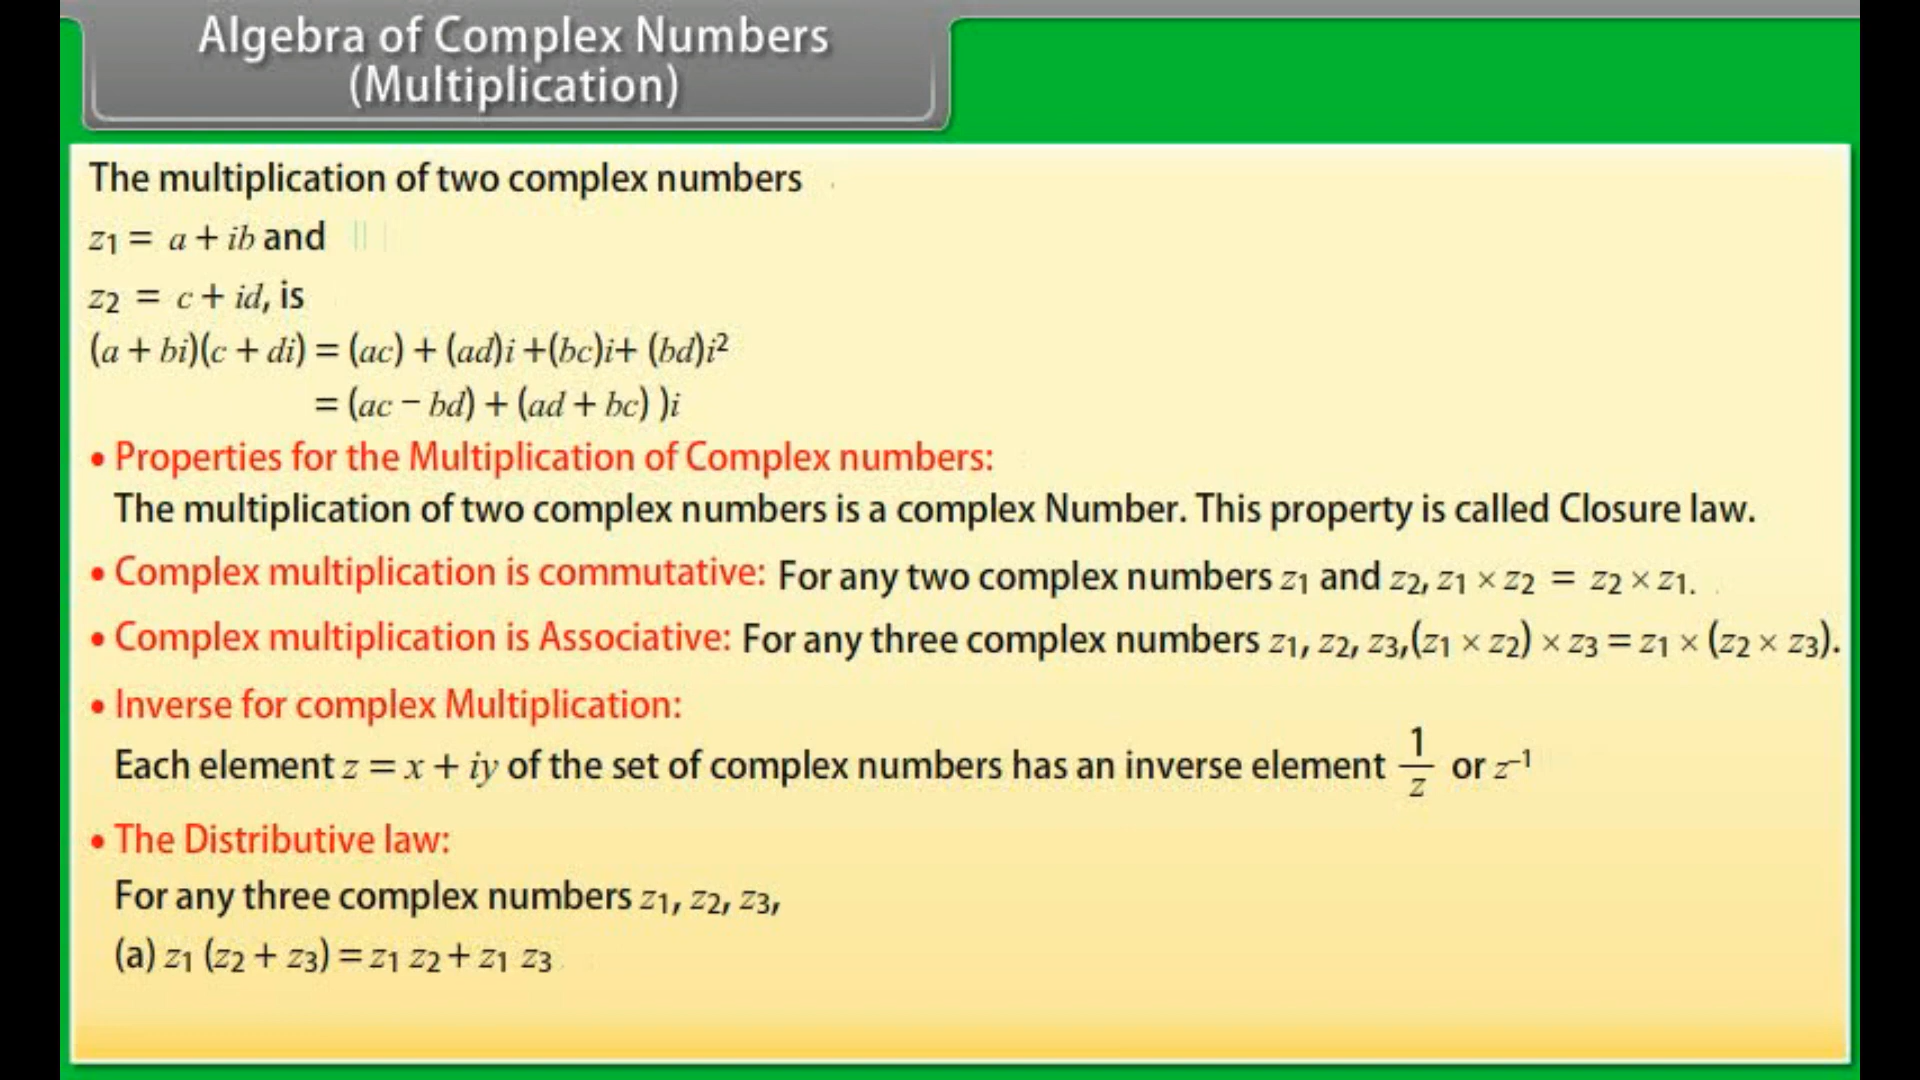 Algebra of Complex Numbers
(Multiplication)
The multiplication of two complex numbers
z1 = a + ib and
z2 = c + id, is
(a + bi)(c + di) = (ac) + (ad)i +(bc)i+ (bd)i²
= (ac − bd) + (ad + bc) )i
• Properties for the Multiplication of Complex numbers:
The multiplication of two complex numbers is a complex Number. This property is called Closure law.
• Complex multiplication is commutative: For any two complex numbers z1 and z2, z1 × z2 = z2 × z1.
• Complex multiplication is Associative: For any three complex numbers z1, z2, z3,(z1 × z2) × z3 = z1 × (z2 × z3).
• Inverse for complex Multiplication:
Each element z = x + iy of the set of complex numbers has an inverse element 1/z or z⁻¹
• The Distributive law:
For any three complex numbers z1, z2, z3,
(a) z1 (z2 + z3) = z1 z2 + z1 z3